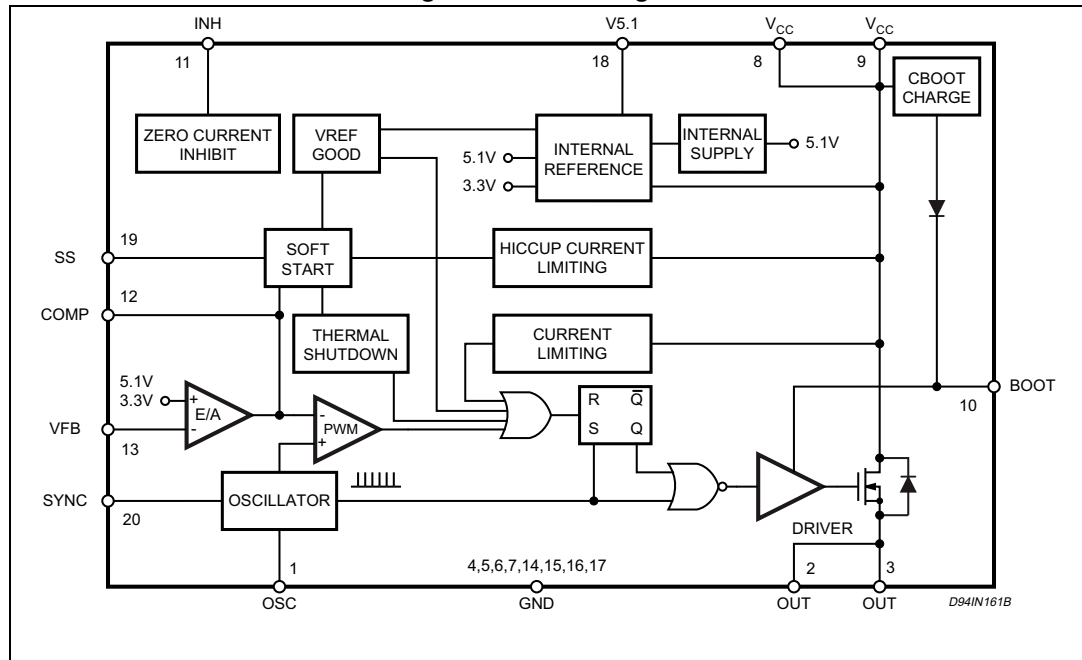 INH
V5.1
VCC
VCC
11
18
8
9
CBOOT
CHARGE
ZERO CURRENT
INHIBIT
VREF
GOOD
INTERNAL
REFERENCE
INTERNAL
SUPPLY
5.1V
5.1V
3.3V
19
SS
SOFT
START
HICCUP CURRENT
LIMITING
12
COMP
THERMAL
SHUTDOWN
CURRENT
LIMITING
5.1V
3.3V
+
-
E/A
-
+
PWM
R Q̅
S Q
BOOT
10
VFB
13
SYNC
20
OSCILLATOR
DRIVER
1
4,5,6,7,14,15,16,17
2
3
OSC
GND
OUT
OUT
D94IN161B